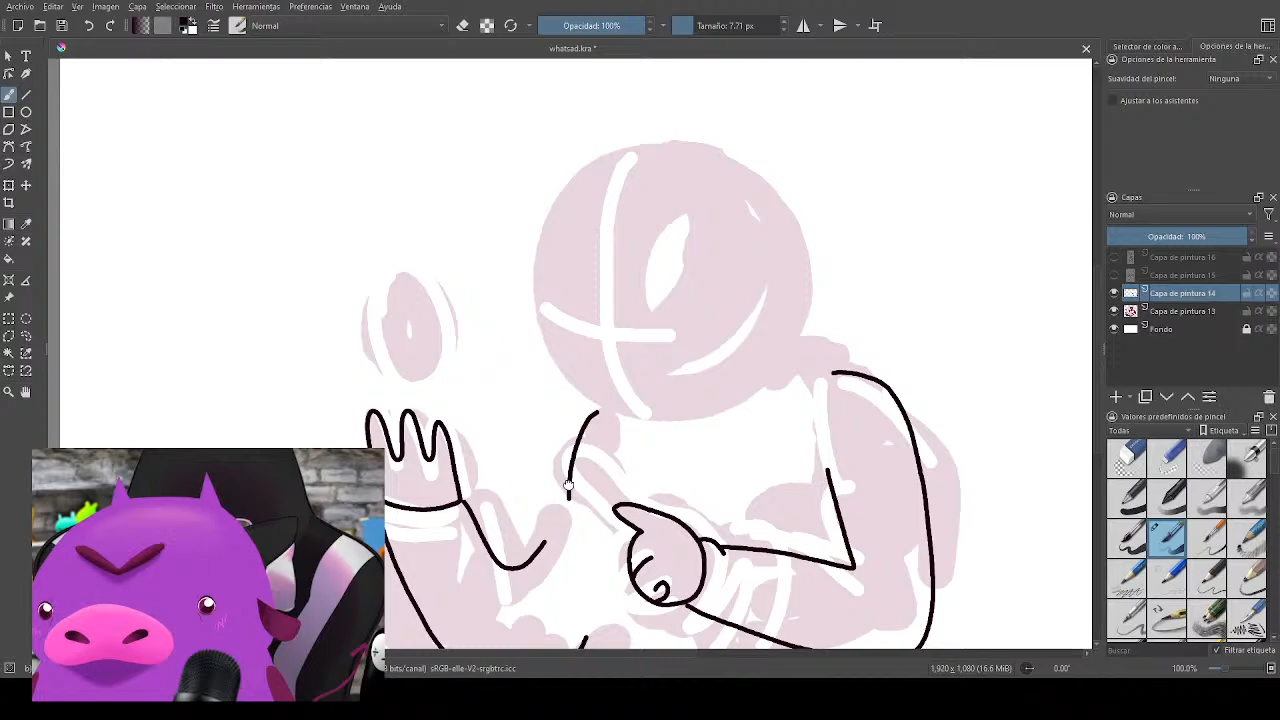 Archivo Editar Ver Imagen Capa Seleccionar Filtro Herramientas Preferencias Ventana Ayuda
Normal Opacidad: 100% Tamaño: 7.71 px.
whatsad.kra *
Selector de color a... Opciones de la her...
Opciones de la herramienta
Suavidad del pincel: Ninguna
Ajustar a los asistentes
Capas
Normal
Opacidad: 100%
Capa de pintura 16
Capa de pintura 15
Capa de pintura 14
Capa de pintura 13
Fondo
Valores predefinidos de pincel
Todas Etiqueta
Buscar Filtrar etiqueta
bits/canal) sRGB-elle-V2-srgbtrc.icc 1,920 x 1,080 (16.6 MiB) 0.00° 100.0%